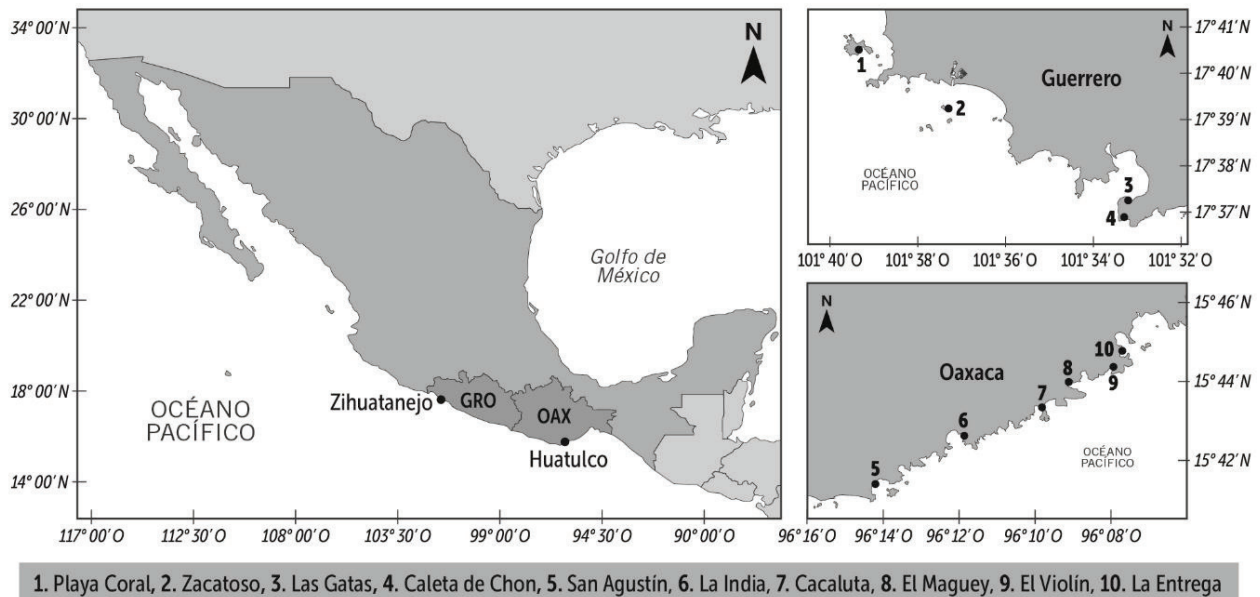 34° 00' N
30° 00' N
26° 00' N
22° 00' N
18° 00' N
14° 00' N
117° 00' O
112° 30' O
108° 00' O
103° 30' O
99° 00' O
94° 30' O
90° 00' O
N
Golfo de
México
OCÉANO
PACÍFICO
Zihuatanejo
GRO
OAX
Huatulco
N
Guerrero
OCÉANO
PACÍFICO
1
2
3
4
17° 41' N
17° 40' N
17° 39' N
17° 38' N
17° 37' N
101° 40' O
101° 38' O
101° 36' O
101° 34' O
101° 32' O
N
Oaxaca
OCÉANO
PACÍFICO
10
8
9
7
6
5
15° 46' N
15° 44' N
15° 42' N
96° 16' O
96° 14' O
96° 12' O
96° 10' O
96° 08' O
1. Playa Coral, 2. Zacatoso, 3. Las Gatas, 4. Caleta de Chon, 5. San Agustín, 6. La India, 7. Cacaluta, 8. El Maguey, 9. El Violín, 10. La Entrega